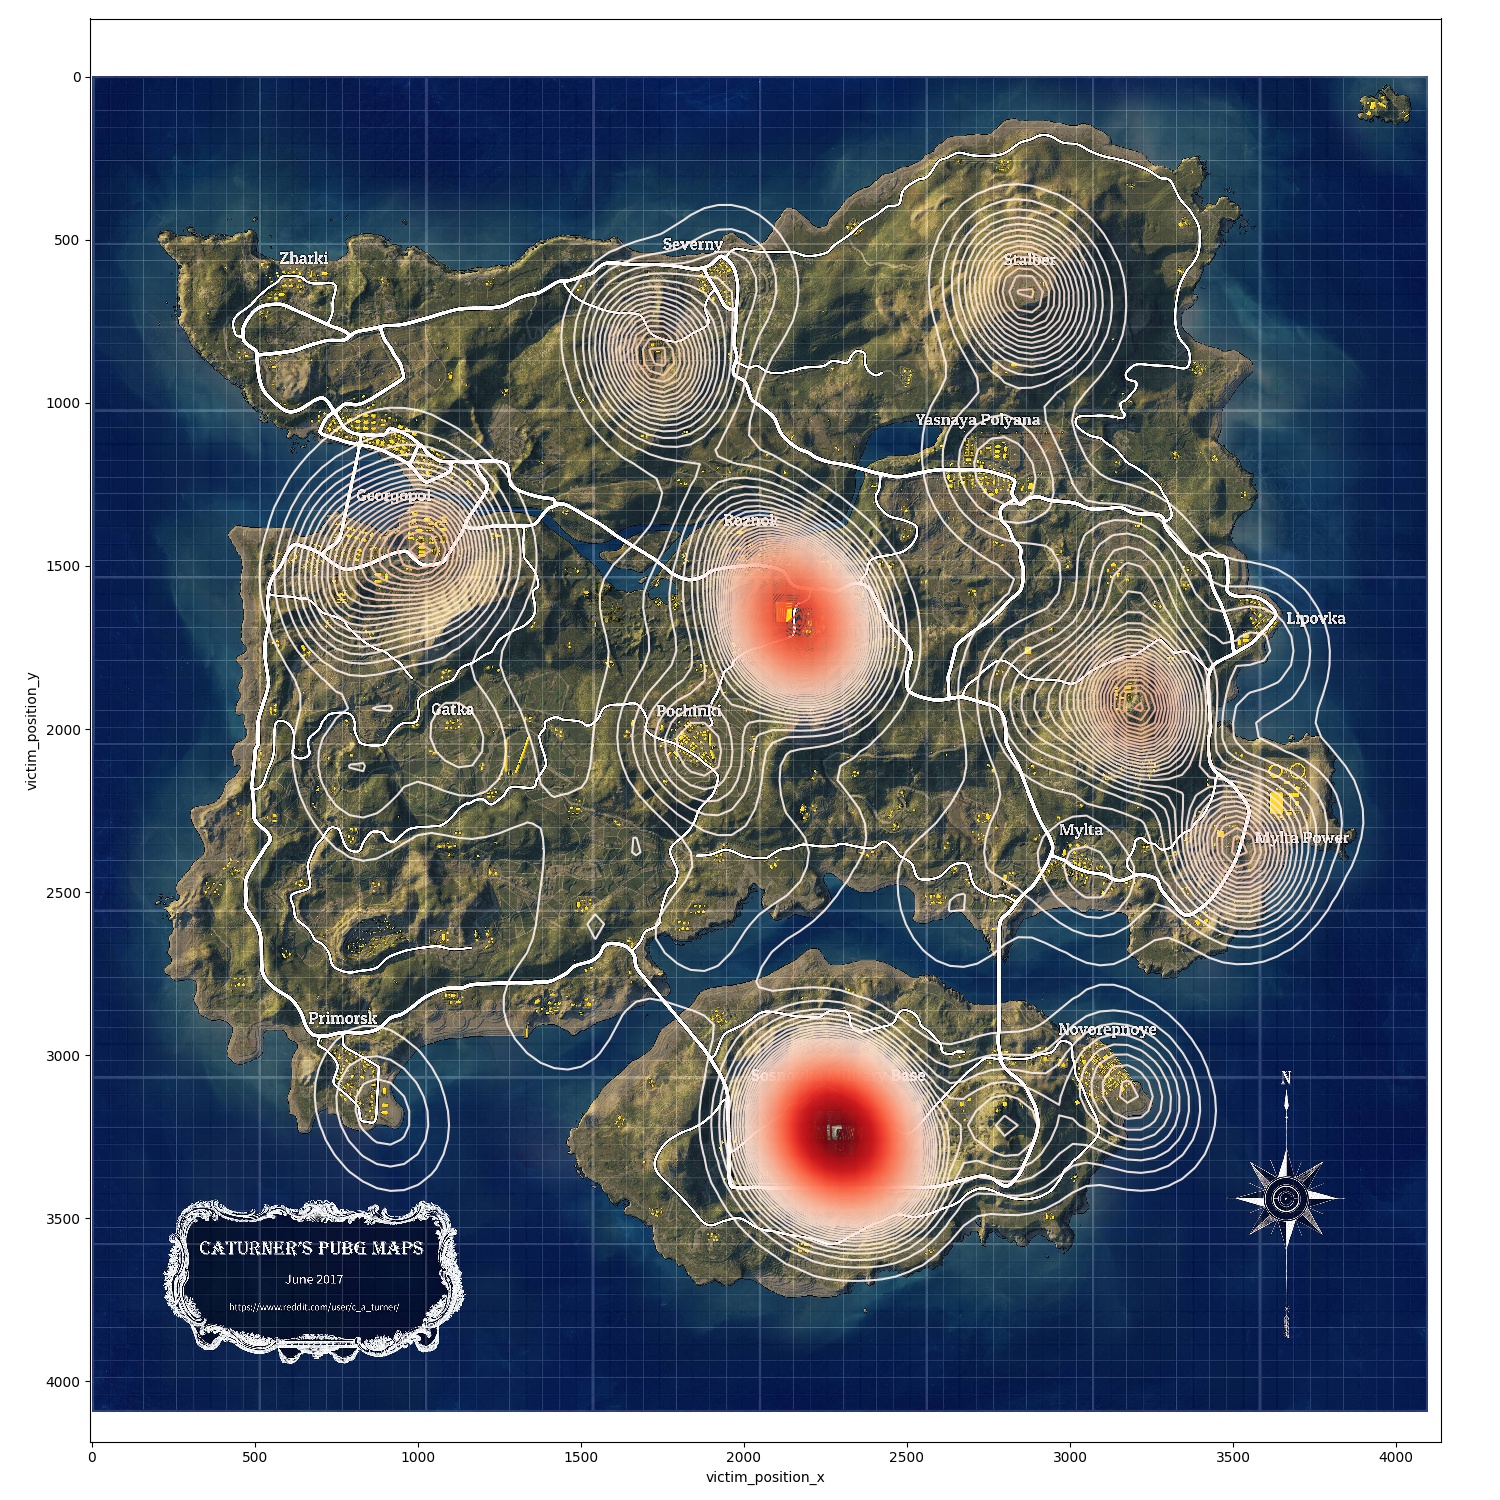 0
500
1000
1500
2000
2500
3000
3500
4000
victim_position_y
Zharki
Severny
Stalber
Yasnaya Polyana
Georgopol
Rozhok
Lipovka
Gatka
Pochinki
Mylta
Mylta Power
Primorsk
Novorepnoye
Base
N
CATURNER'S PUBG MAPS
June 2017
https://www.reddit.com/user/c_a_turner/
0
500
1000
1500
2000
2500
3000
3500
4000
victim_position_x